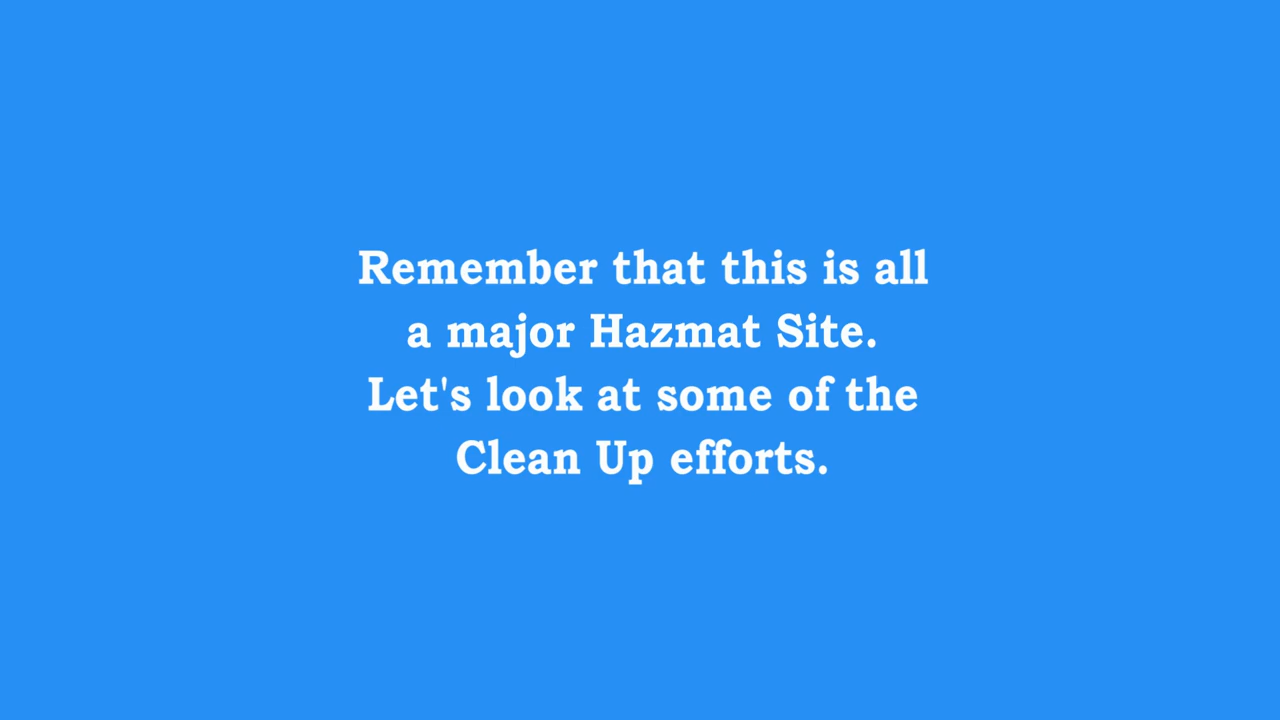 Remember that this is all
a major Hazmat Site.
Let's look at some of the
Clean Up efforts.